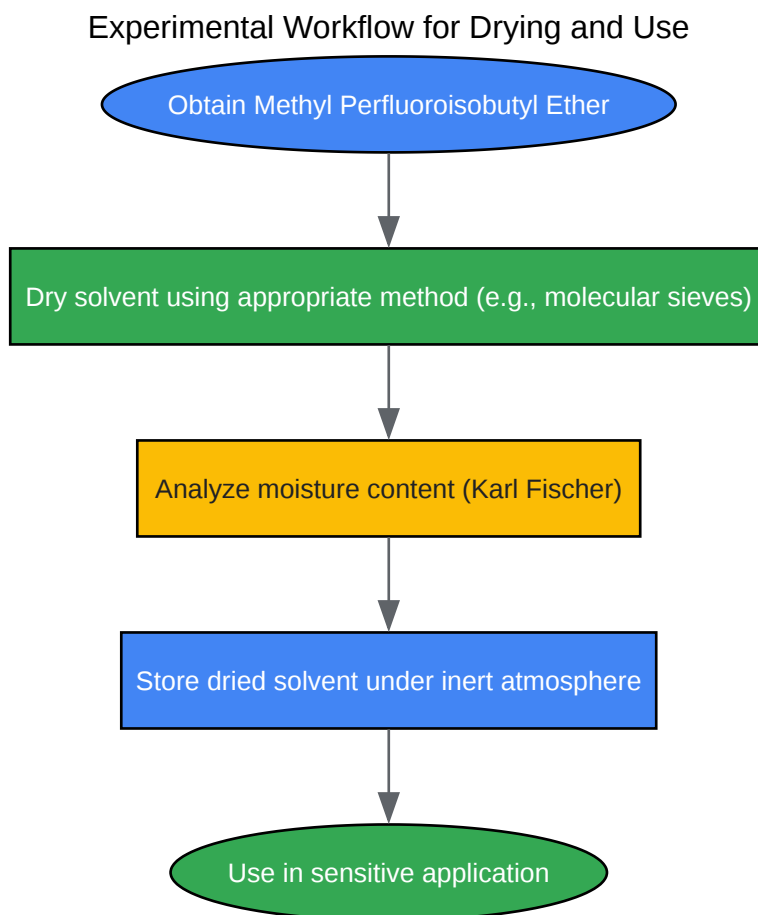 Experimental Workflow for Drying and Use
Obtain Methyl Perfluoroisobutyl Ether
Dry solvent using appropriate method (e.g., molecular sieves)
Analyze moisture content (Karl Fischer)
Store dried solvent under inert atmosphere
Use in sensitive application